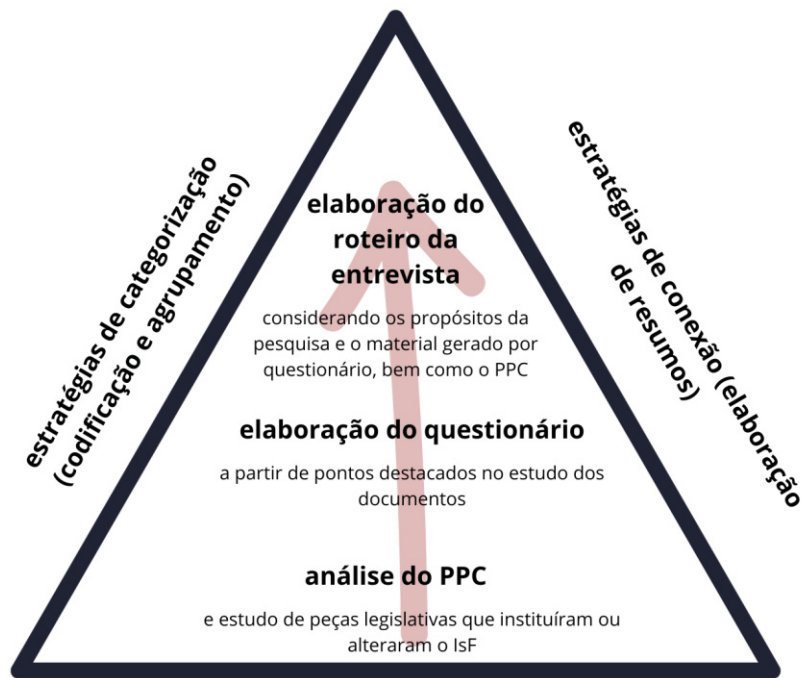 estratégias de categorização
(codificação e agrupamento)
estratégias de conexão (elaboração
de resumos)
elaboração do
roteiro da
entrevista
considerando os propósitos da
pesquisa e o material gerado por
questionário, bem como o PPC
elaboração do questionário
a partir de pontos destacados no estudo dos
documentos
análise do PPC
e estudo de peças legislativas que instituíram ou
alteraram o IsF